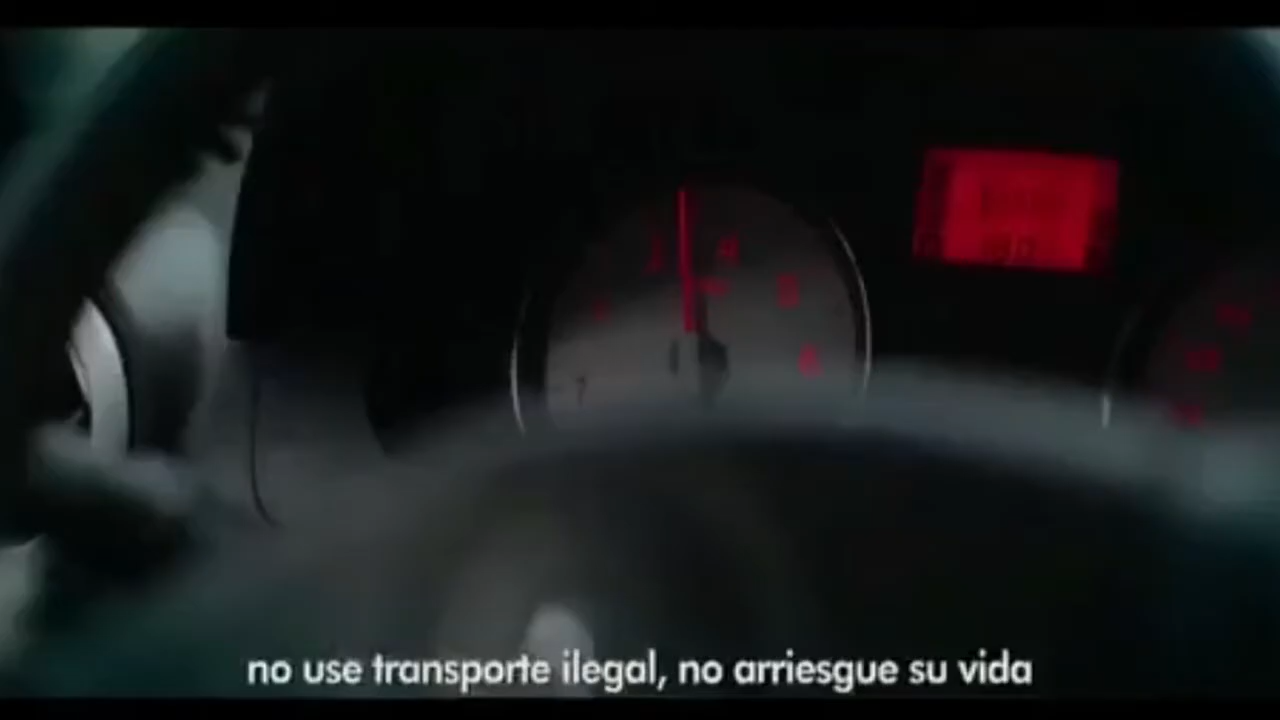 no use transporte ilegal, no arriesgue su vida